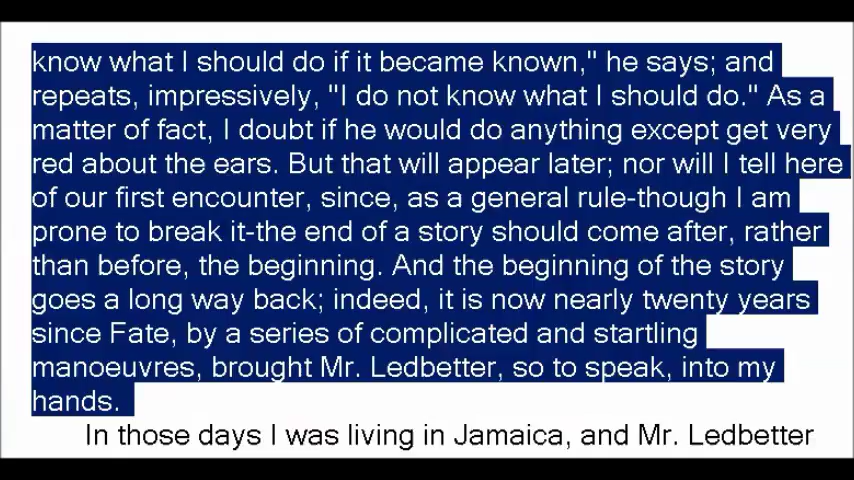 know what I should do if it became known," he says; and
repeats, impressively, "I do not know what I should do." As a
matter of fact, I doubt if he would do anything except get very
red about the ears. But that will appear later; nor will I tell here
of our first encounter, since, as a general rule-though I am
prone to break it-the end of a story should come after, rather
than before, the beginning. And the beginning of the story
goes a long way back; indeed, it is now nearly twenty years
since Fate, by a series of complicated and startling
manoeuvres, brought Mr. Ledbetter, so to speak, into my
hands.
In those days I was living in Jamaica, and Mr. Ledbetter